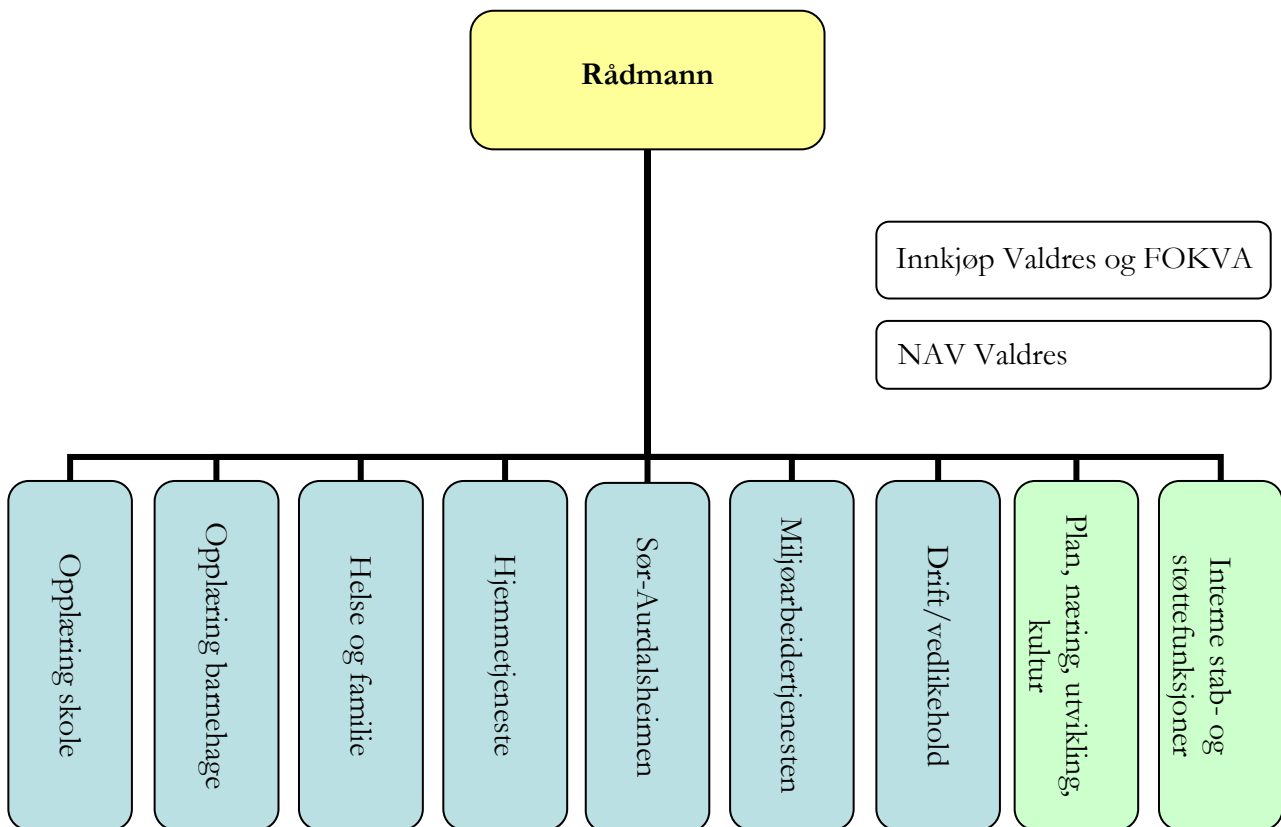 Rådmann
Innkjøp Valdres og FOKVA
NAV Valdres
Opplæring skole
Opplæring barnehage
Helse og familie
Hjemmetjeneste
Sør-Aurdalsheimen
Miljøarbeidertjenesten
Drift/vedlikehold
Plan, næring, utvikling,
kultur
Interne stab- og
støttefunksjoner